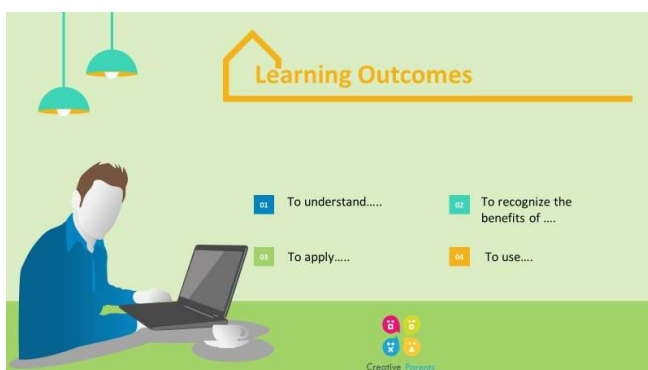 Learning Outcomes
01 To understand.....
02 To recognize the
benefits of ....
03 To apply.....
04 To use....
Creative Parents